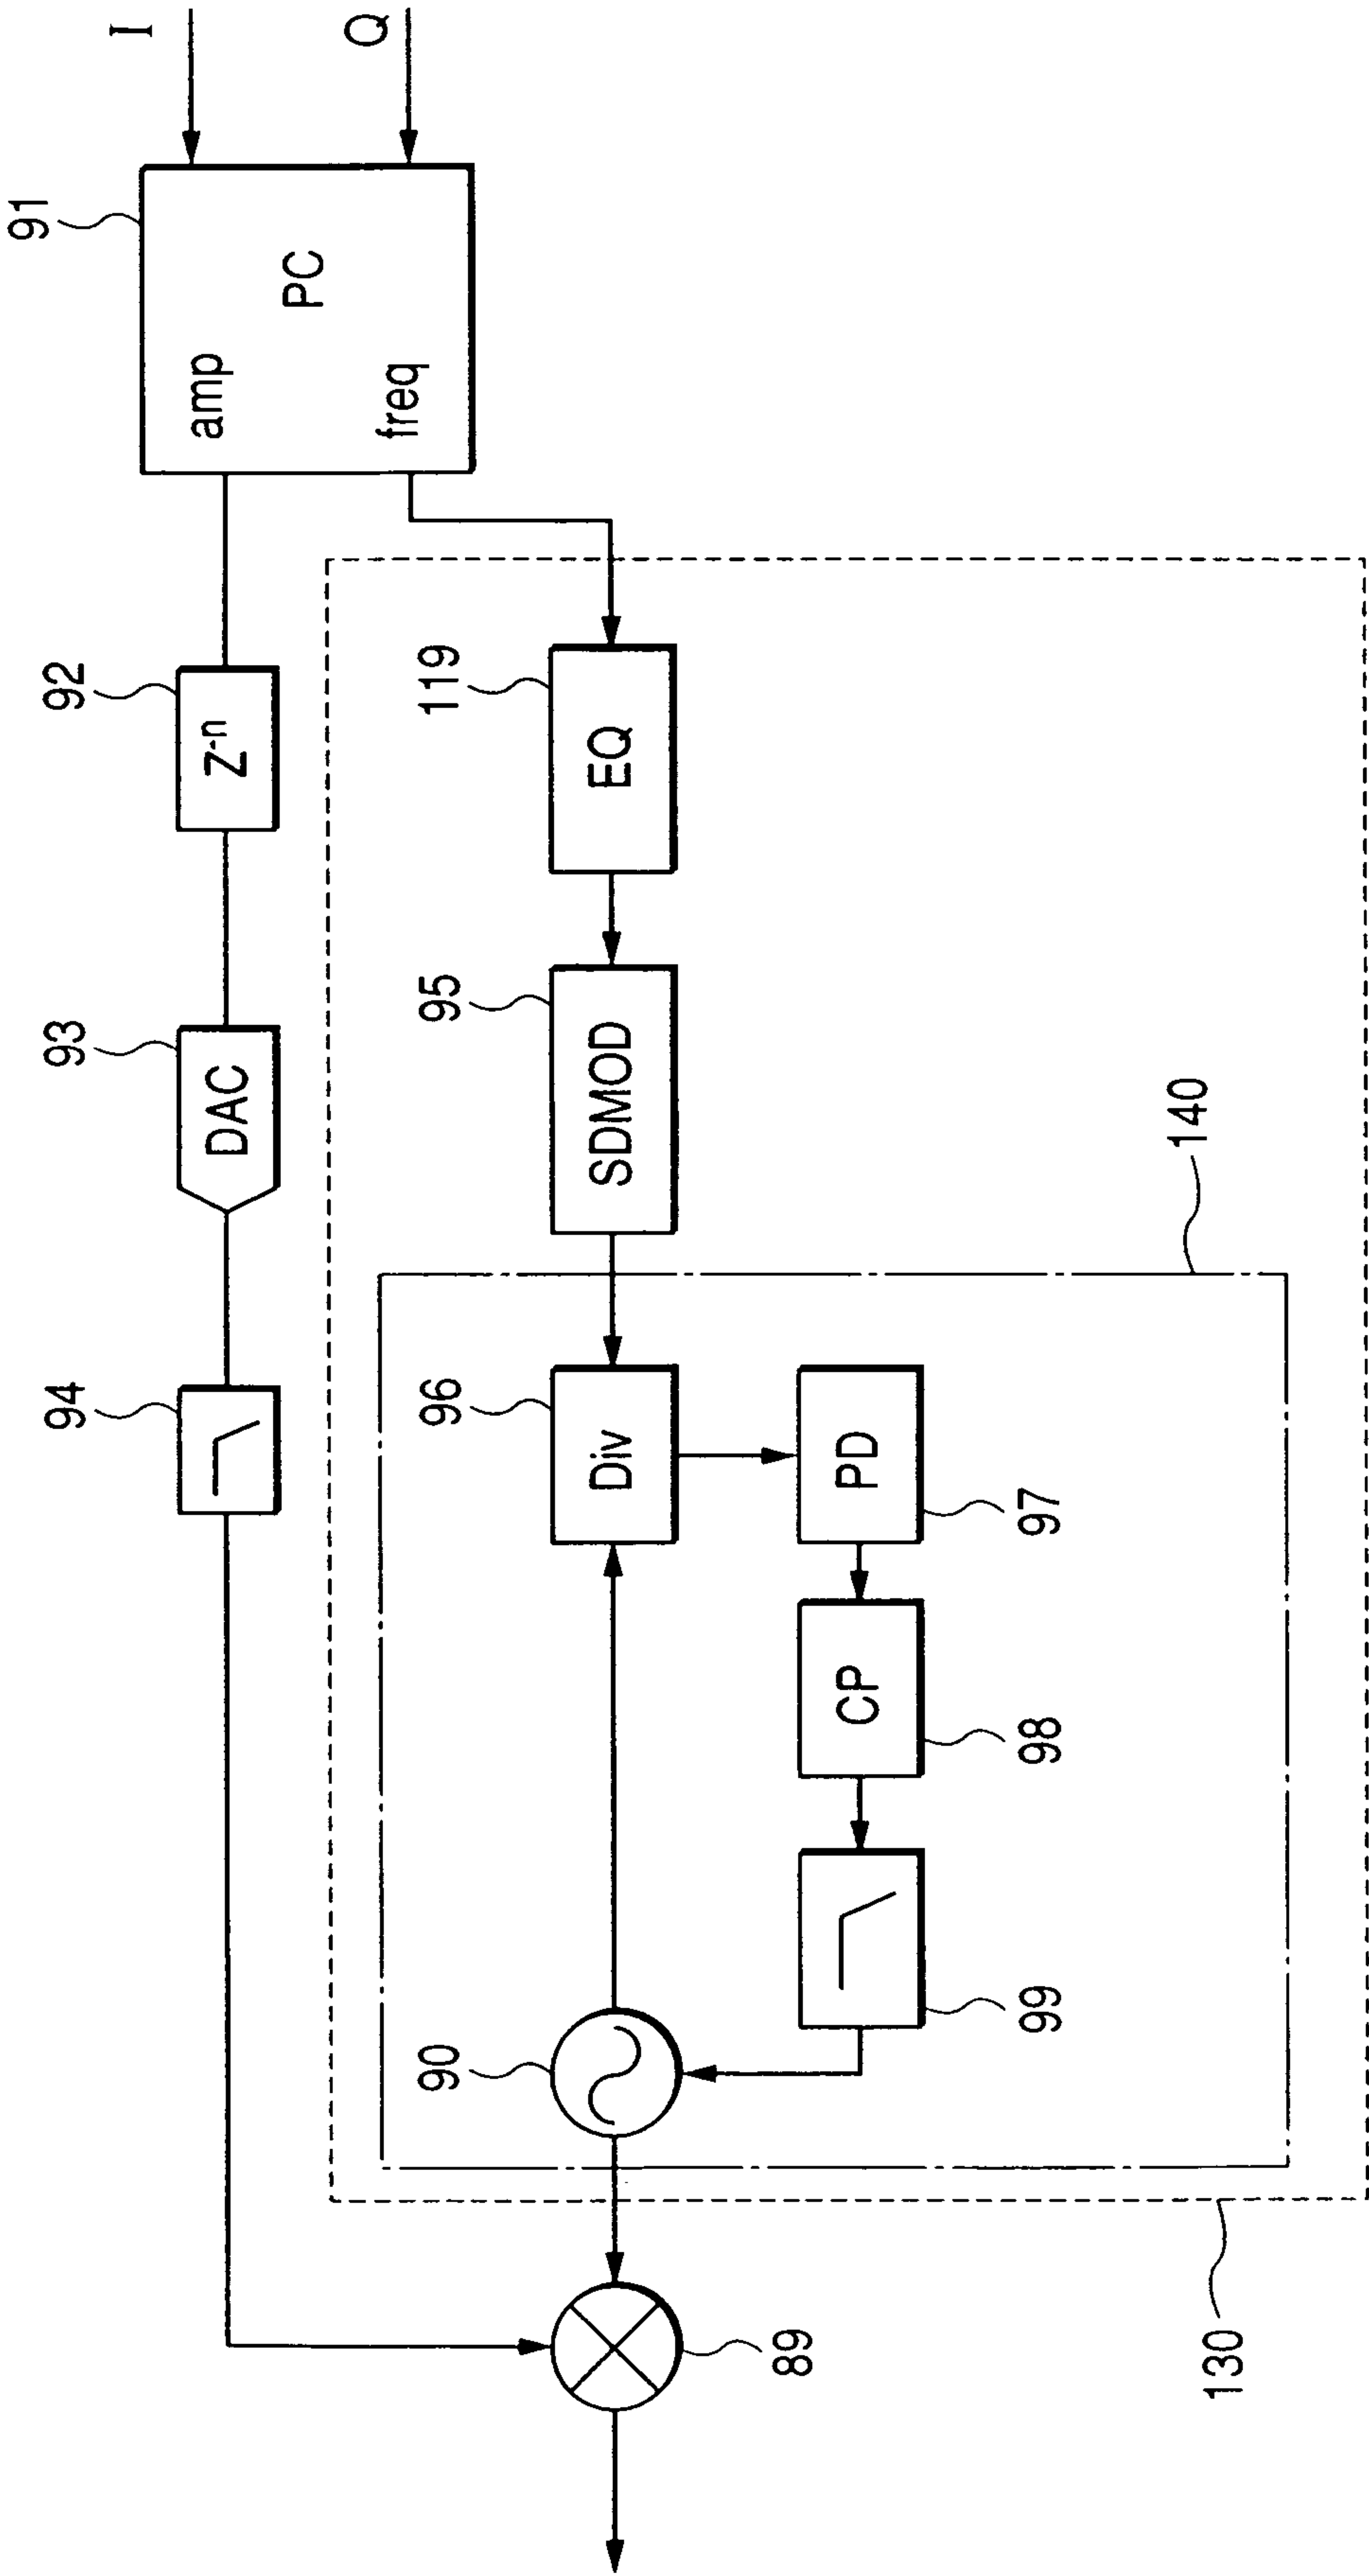 I
Q
91
PC
amp
freq
92
Z-n
93
DAC
94
119
EQ
95
SDMOD
140
96
Div
PD
97
CP
98
99
90
89
130